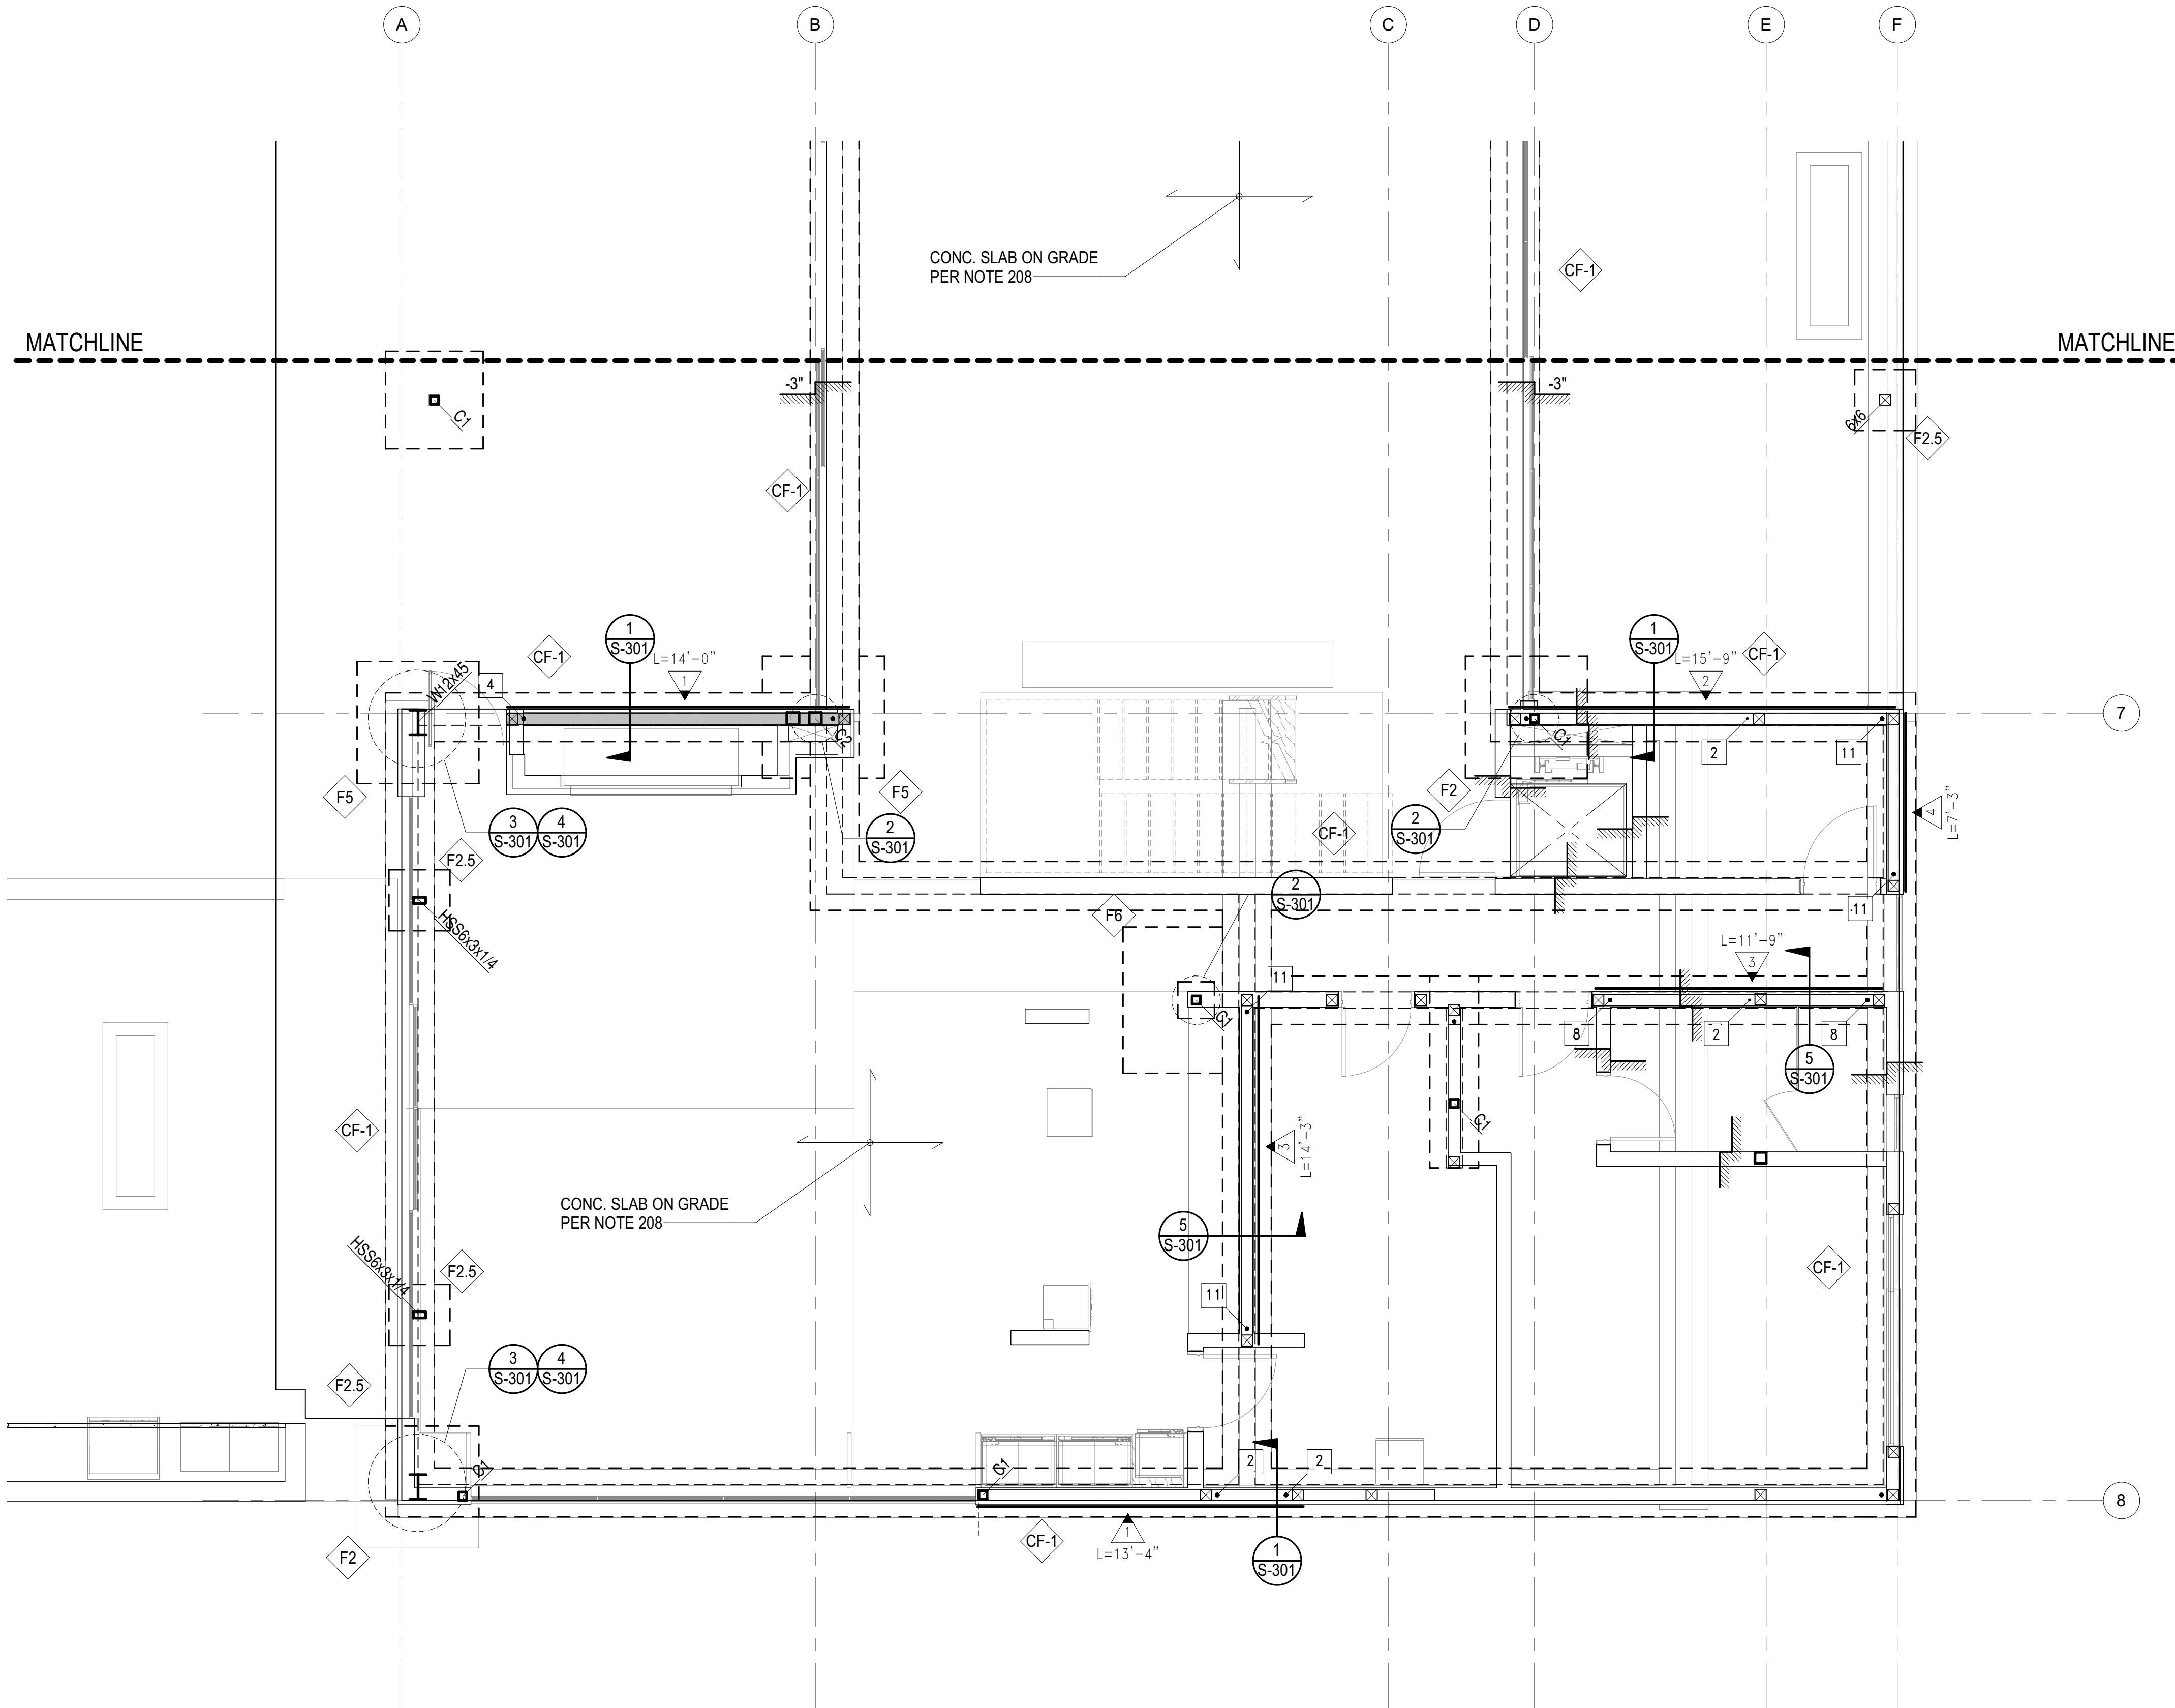 A
B
C
D
E
F
CONC. SLAB ON GRADE
PER NOTE 208
CF-1
MATCHLINE
MATCHLINE
-3"
-3"
C1
6x6
F2.5
CF-1
1
S-301
L=14'-0"
1
CF-1
1
S-301
L=15'-9"
2
CF-1
W12x45
4
7
C2
C1
2
11
F5
F5
F2
3
S-301
4
S-301
2
S-301
CF-1
2
S-301
4
L=7'-3"
F2.5
HSS6x3x1/4
2
S-301
F6
11
L=11'-9"
3
11
C1
8
2
8
5
S-301
CF-1
C1
3
L=14'-3"
CONC. SLAB ON GRADE
PER NOTE 208
5
S-301
HSS6x3x1/4
F2.5
CF-1
11
3
S-301
4
S-301
F2.5
C1
C1
2
2
8
F2
CF-1
1
L=13'-4"
1
S-301